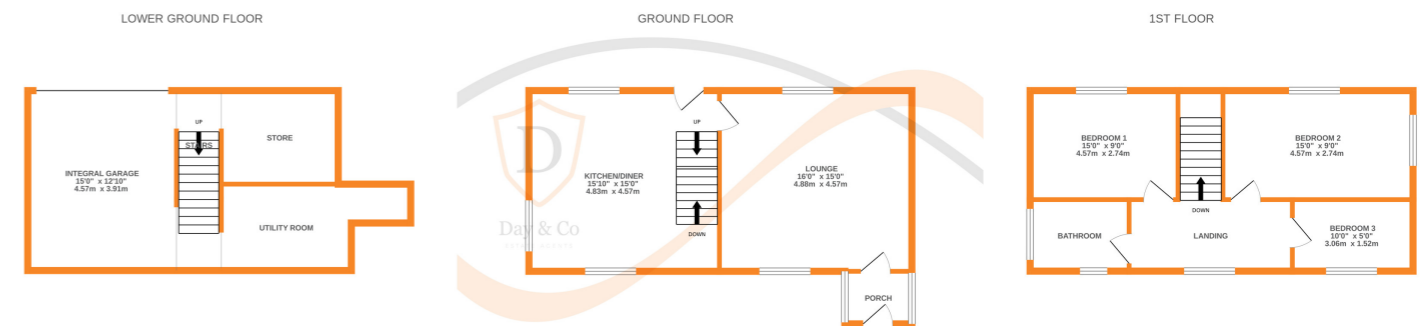 LOWER GROUND FLOOR
UP
STAIRS
STORE
INTEGRAL GARAGE
15'0" x 12'10"
4.57m x 3.91m
UTILITY ROOM
GROUND FLOOR
D
Day & Co
ESTATE AGENTS
UP
KITCHEN/DINER
15'10" x 15'0"
4.83m x 4.57m
DOWN
LOUNGE
16'0" x 15'0"
4.88m x 4.57m
PORCH
1ST FLOOR
BEDROOM 1
15'0" x 9'0"
4.57m x 2.74m
BEDROOM 2
15'0" x 9'0"
4.57m x 2.74m
DOWN
BATHROOM
LANDING
BEDROOM 3
10'0" x 5'0"
3.06m x 1.52m